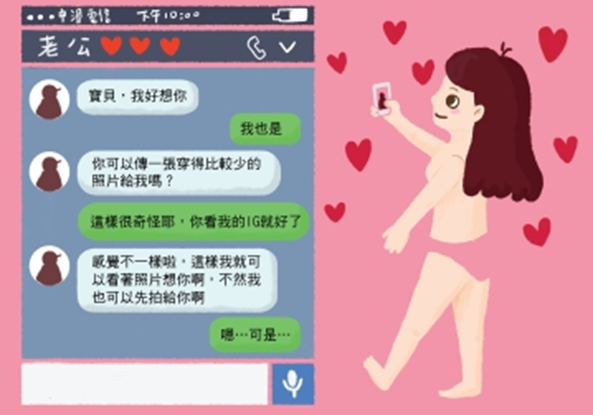 中湯電信 下午10:00
老公
寶貝，我好想你
我也是
你可以傳一張穿得比較少的
照片給我嗎？
這樣很奇怪耶，你看我的IG就好了
感覺不一樣啦，這樣我就可
以看著照片想你啊，不然我
也可以先拍給你啊
嗯…可是…